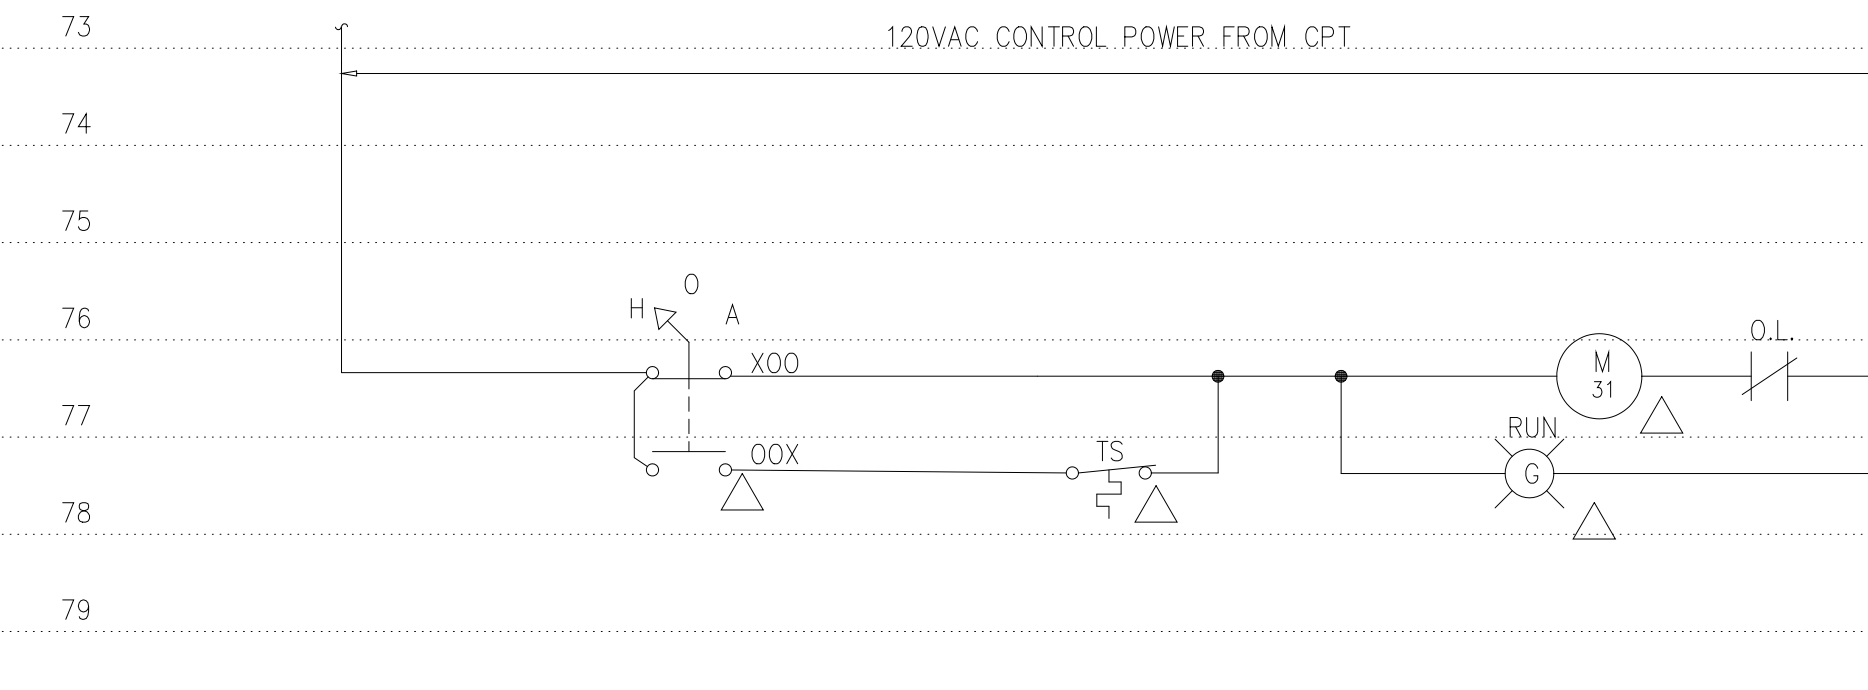 73
120VAC CONTROL POWER FROM CPT
74
75
O
H
A
76
O.L.
XOO
M
31
77
RUN
OOX
TS
G
78
79